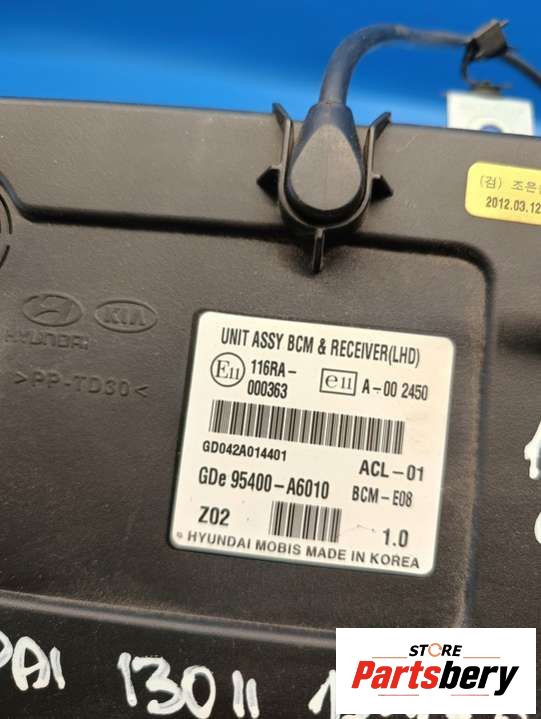 (검) 조은
2012.03.12
HYUNDAI
KIA
>PP-TD30<
UNIT ASSY BCM & RECEIVER(LHD)
E11 116RA-
000363
e11 A-00 2450
GD042A014401
ACL-01
GDe 95400-A6010 BCM-E08
Z02 1.0
HYUNDAI MOBIS MADE IN KOREA
130 II
STORE
Partsbery